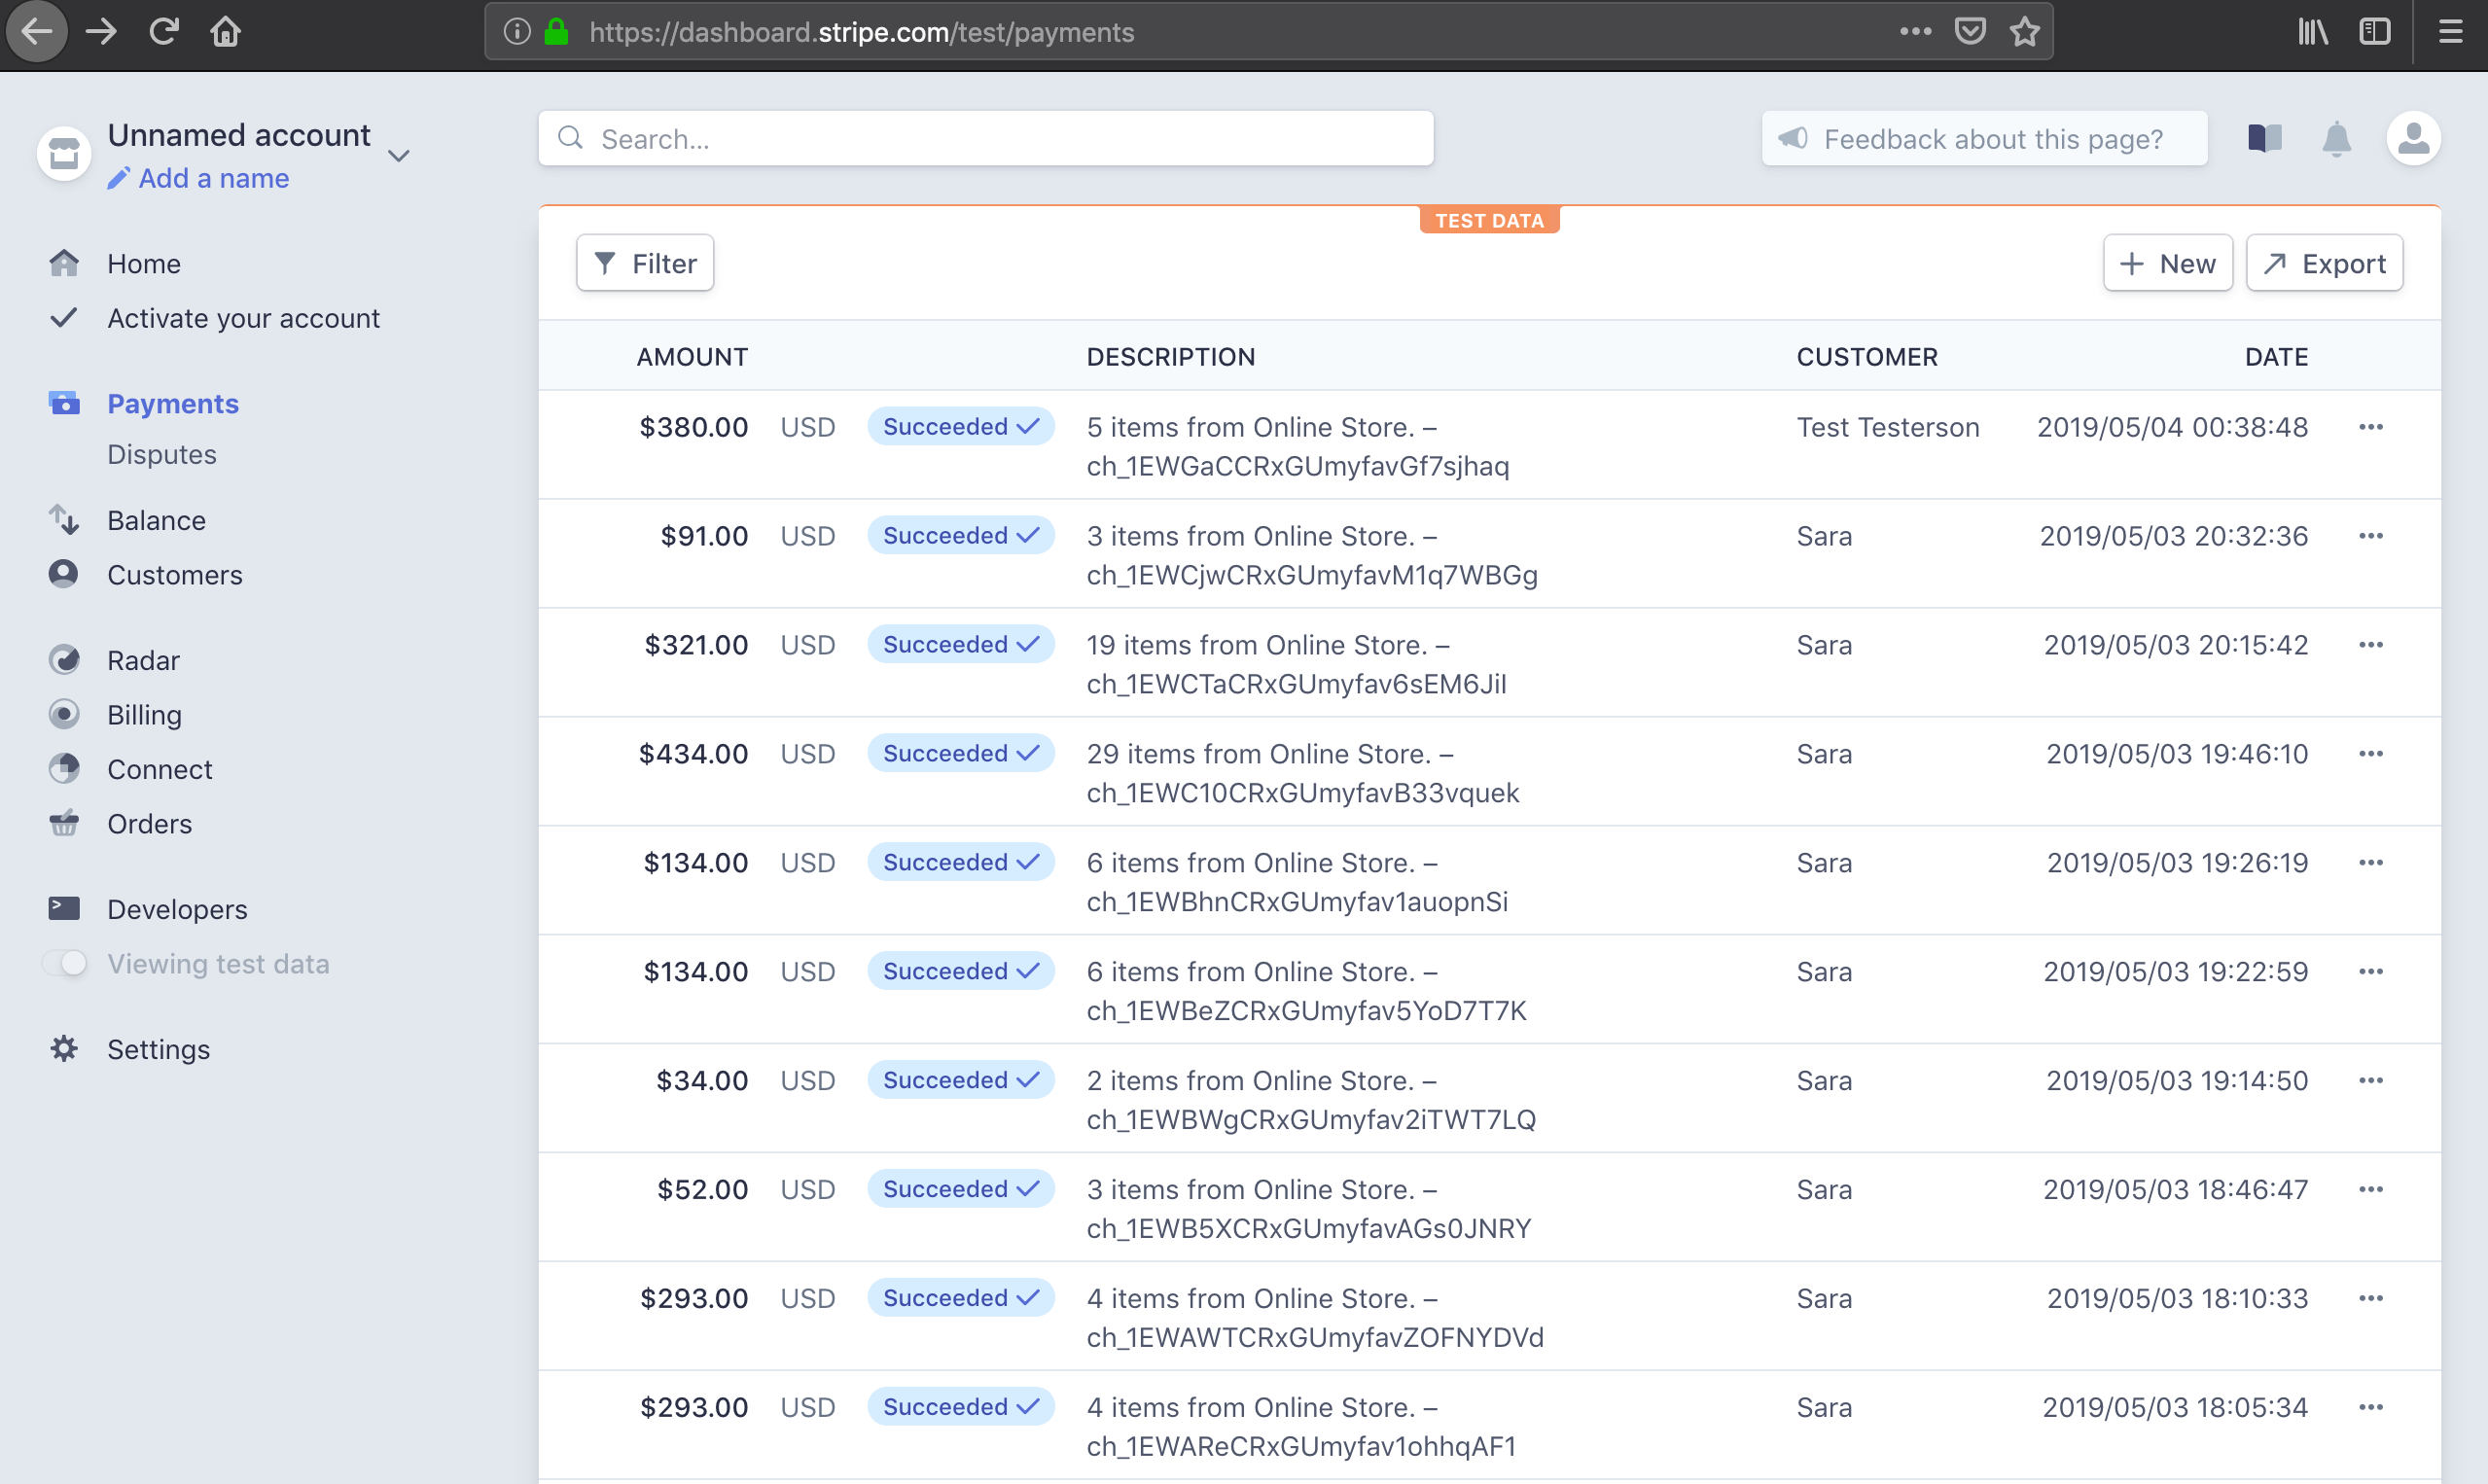 https://dashboard.stripe.com/test/payments
Unnamed account
Add a name
Search...
Feedback about this page?
Home
Activate your account
Payments
Disputes
Balance
Customers
Radar
Billing
Connect
Orders
Developers
Viewing test data
Settings
TEST DATA
Filter
New
Export
AMOUNT DESCRIPTION CUSTOMER DATE
$380.00 USD Succeeded 5 items from Online Store. – Test Testerson 2019/05/04 00:38:48
ch_1EWGaCCRxGUmyfavGf7sjhaq
$91.00 USD Succeeded 3 items from Online Store. – Sara 2019/05/03 20:32:36
ch_1EWCjwCRxGUmyfavM1q7WBGg
$321.00 USD Succeeded 19 items from Online Store. – Sara 2019/05/03 20:15:42
ch_1EWCTaCRxGUmyfav6sEM6JiI
$434.00 USD Succeeded 29 items from Online Store. – Sara 2019/05/03 19:46:10
ch_1EWC10CRxGUmyfavB33vquek
$134.00 USD Succeeded 6 items from Online Store. – Sara 2019/05/03 19:26:19
ch_1EWBhnCRxGUmyfav1auopnSi
$134.00 USD Succeeded 6 items from Online Store. – Sara 2019/05/03 19:22:59
ch_1EWBeZCRxGUmyfav5YoD7T7K
$34.00 USD Succeeded 2 items from Online Store. – Sara 2019/05/03 19:14:50
ch_1EWBWgCRxGUmyfav2iTWT7LQ
$52.00 USD Succeeded 3 items from Online Store. – Sara 2019/05/03 18:46:47
ch_1EWB5XCRxGUmyfavAGs0JNRY
$293.00 USD Succeeded 4 items from Online Store. – Sara 2019/05/03 18:10:33
ch_1EWAWTCRxGUmyfavZOFNYDVd
$293.00 USD Succeeded 4 items from Online Store. – Sara 2019/05/03 18:05:34
ch_1EWAReCRxGUmyfav1ohhqAF1